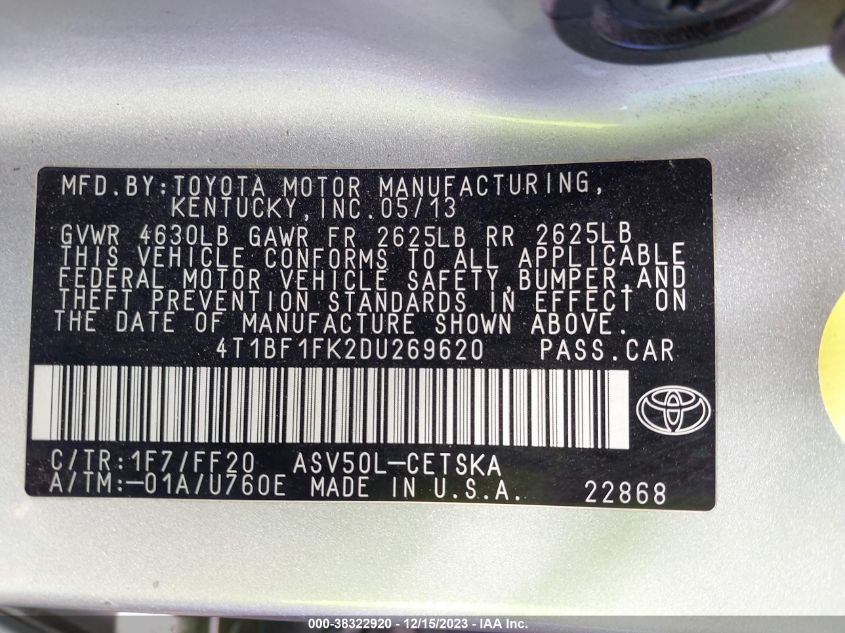 MFD.BY:TOYOTA MOTOR MANUFACTURING,
KENTUCKY,INC.05/13
GVWR 4630LB GAWR FR 2625LB RR 2625LB
THIS VEHICLE CONFORMS TO ALL APPLICABLE
FEDERAL MOTOR VEHICLE SAFETY,BUMPER,AND
THEFT PREVENTION STANDARDS IN EFFECT ON
THE DATE OF MANUFACTURE SHOWN ABOVE.
4T1BF1FK2DU269620 PASS.CAR
C/TR:1F7/FF20 ASV50L-CETSKA
A/TM:-01A/U760E MADE IN U.S.A. 22868
000-38322920 - 12/15/2023 - IAA Inc.